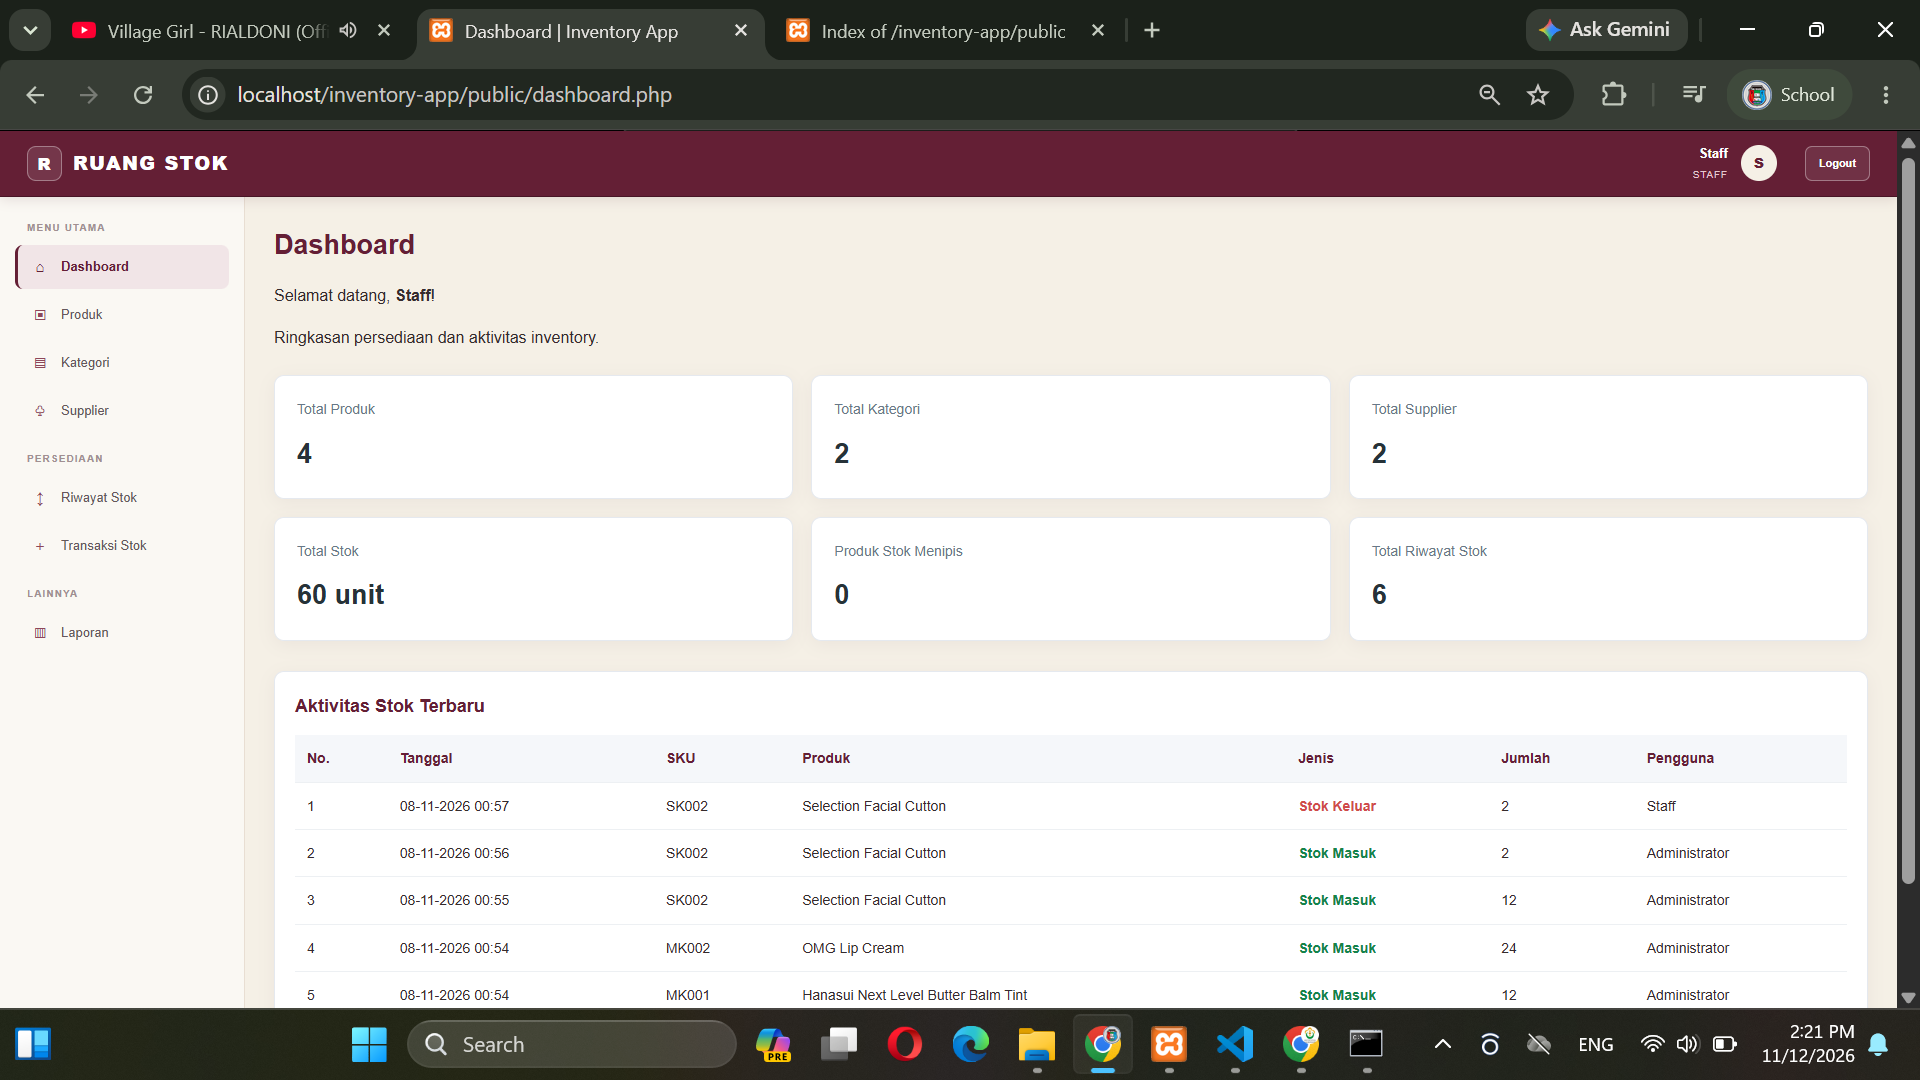 Village Girl - RIALDONI (Offi
Dashboard | Inventory App
Index of /inventory-app/public
Ask Gemini
localhost/inventory-app/public/dashboard.php
School
R RUANG STOK
Staff
STAFF
S
Logout
MENU UTAMA
Dashboard
Produk
Kategori
Supplier
PERSEDIAAN
Riwayat Stok
Transaksi Stok
LAINNYA
Laporan
Dashboard
Selamat datang, Staff!
Ringkasan persediaan dan aktivitas inventory.
Total Produk
4
Total Kategori
2
Total Supplier
2
Total Stok
60 unit
Produk Stok Menipis
0
Total Riwayat Stok
6
Aktivitas Stok Terbaru
No. Tanggal SKU Produk Jenis Jumlah Pengguna
1 08-11-2026 00:57 SK002 Selection Facial Cutton Stok Keluar 2 Staff
2 08-11-2026 00:56 SK002 Selection Facial Cutton Stok Masuk 2 Administrator
3 08-11-2026 00:55 SK002 Selection Facial Cutton Stok Masuk 12 Administrator
4 08-11-2026 00:54 MK002 OMG Lip Cream Stok Masuk 24 Administrator
5 08-11-2026 00:54 MK001 Hanasui Next Level Butter Balm Tint Stok Masuk 12 Administrator
Search
PRE
ENG
2:21 PM
11/12/2026